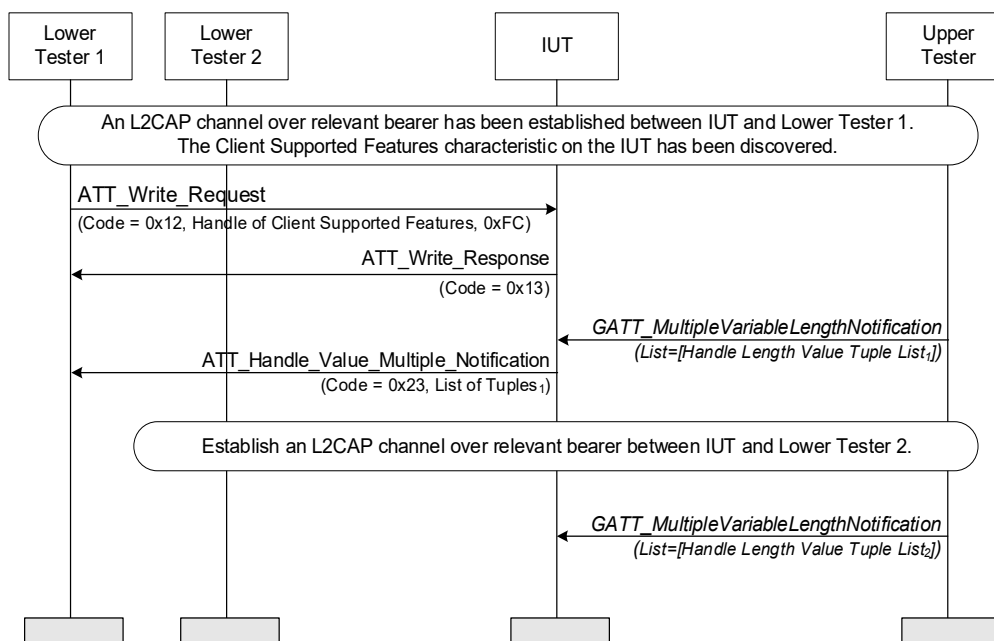 Lower
Tester 1
Lower
Tester 2
IUT
Upper
Tester
An L2CAP channel over relevant bearer has been established between IUT and Lower Tester 1.
The Client Supported Features characteristic on the IUT has been discovered.
ATT_Write_Request
(Code = 0x12, Handle of Client Supported Features, 0xFC)
ATT_Write_Response
(Code = 0x13)
GATT_MultipleVariableLengthNotification
(List=[Handle Length Value Tuple List₁])
ATT_Handle_Value_Multiple_Notification
(Code = 0x23, List of Tuples₁)
Establish an L2CAP channel over relevant bearer between IUT and Lower Tester 2.
GATT_MultipleVariableLengthNotification
(List=[Handle Length Value Tuple List₂])